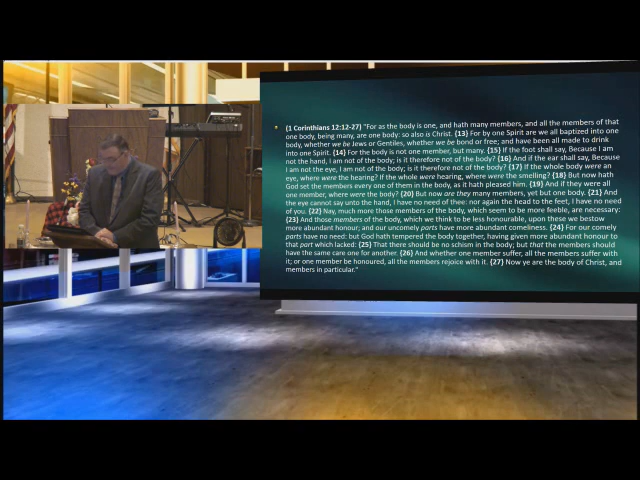 (1 Corinthians 12:12-27) "For as the body is one, and hath many members, and all the members of that
one body, being many, are one body: so also is Christ. {13} For by one Spirit are we all baptized into one
body, whether we be Jews or Gentiles, whether we be bond or free; and have been all made to drink
into one Spirit. {14} For the body is not one member, but many. {15} If the foot shall say, Because I am
not the hand, I am not of the body; is it therefore not of the body? {16} And if the ear shall say, Because
I am not the eye, I am not of the body; is it therefore not of the body? {17} If the whole body were an
eye, where were the hearing? If the whole were hearing, where were the smelling? {18} But now hath
God set the members every one of them in the body, as it hath pleased him. {19} And if they were all
one member, where were the body? {20} But now are they many members, yet but one body. {21} And
the eye cannot say unto the hand, I have no need of thee: nor again the head to the feet, I have no need
of you. {22} Nay, much more those members of the body, which seem to be more feeble, are necessary:
{23} And those members of the body, which we think to be less honourable, upon these we bestow
more abundant honour; and our uncomely parts have more abundant comeliness. {24} For our comely
parts have no need: but God hath tempered the body together, having given more abundant honour to
that part which lacked: {25} That there should be no schism in the body; but that the members should
have the same care one for another. {26} And whether one member suffer, all the members suffer with
it; or one member be honoured, all the members rejoice with it. {27} Now ye are the body of Christ, and
members in particular."